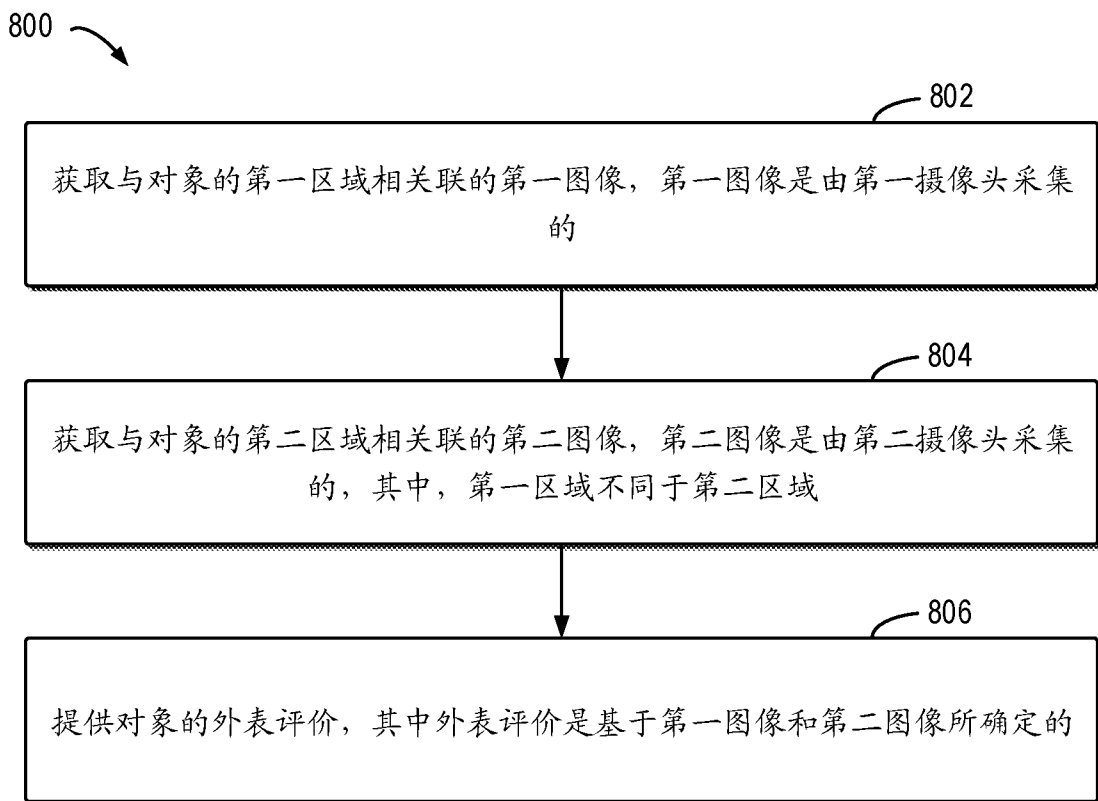 800
802
获取与对象的第一区域相关联的第一图像，第一图像是由第一摄像头采集
的
804
获取与对象的第二区域相关联的第二图像，第二图像是由第二摄像头采集
的，其中，第一区域不同于第二区域
806
提供对象的外表评价，其中外表评价是基于第一图像和第二图像所确定的